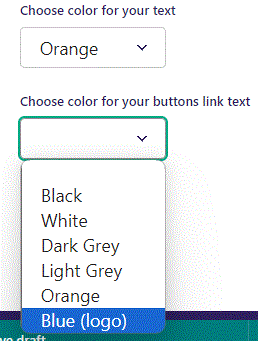 Choose color for your text
Orange
Choose color for your buttons link text
Black
White
Dark Grey
Light Grey
Orange
Blue (logo)
draft